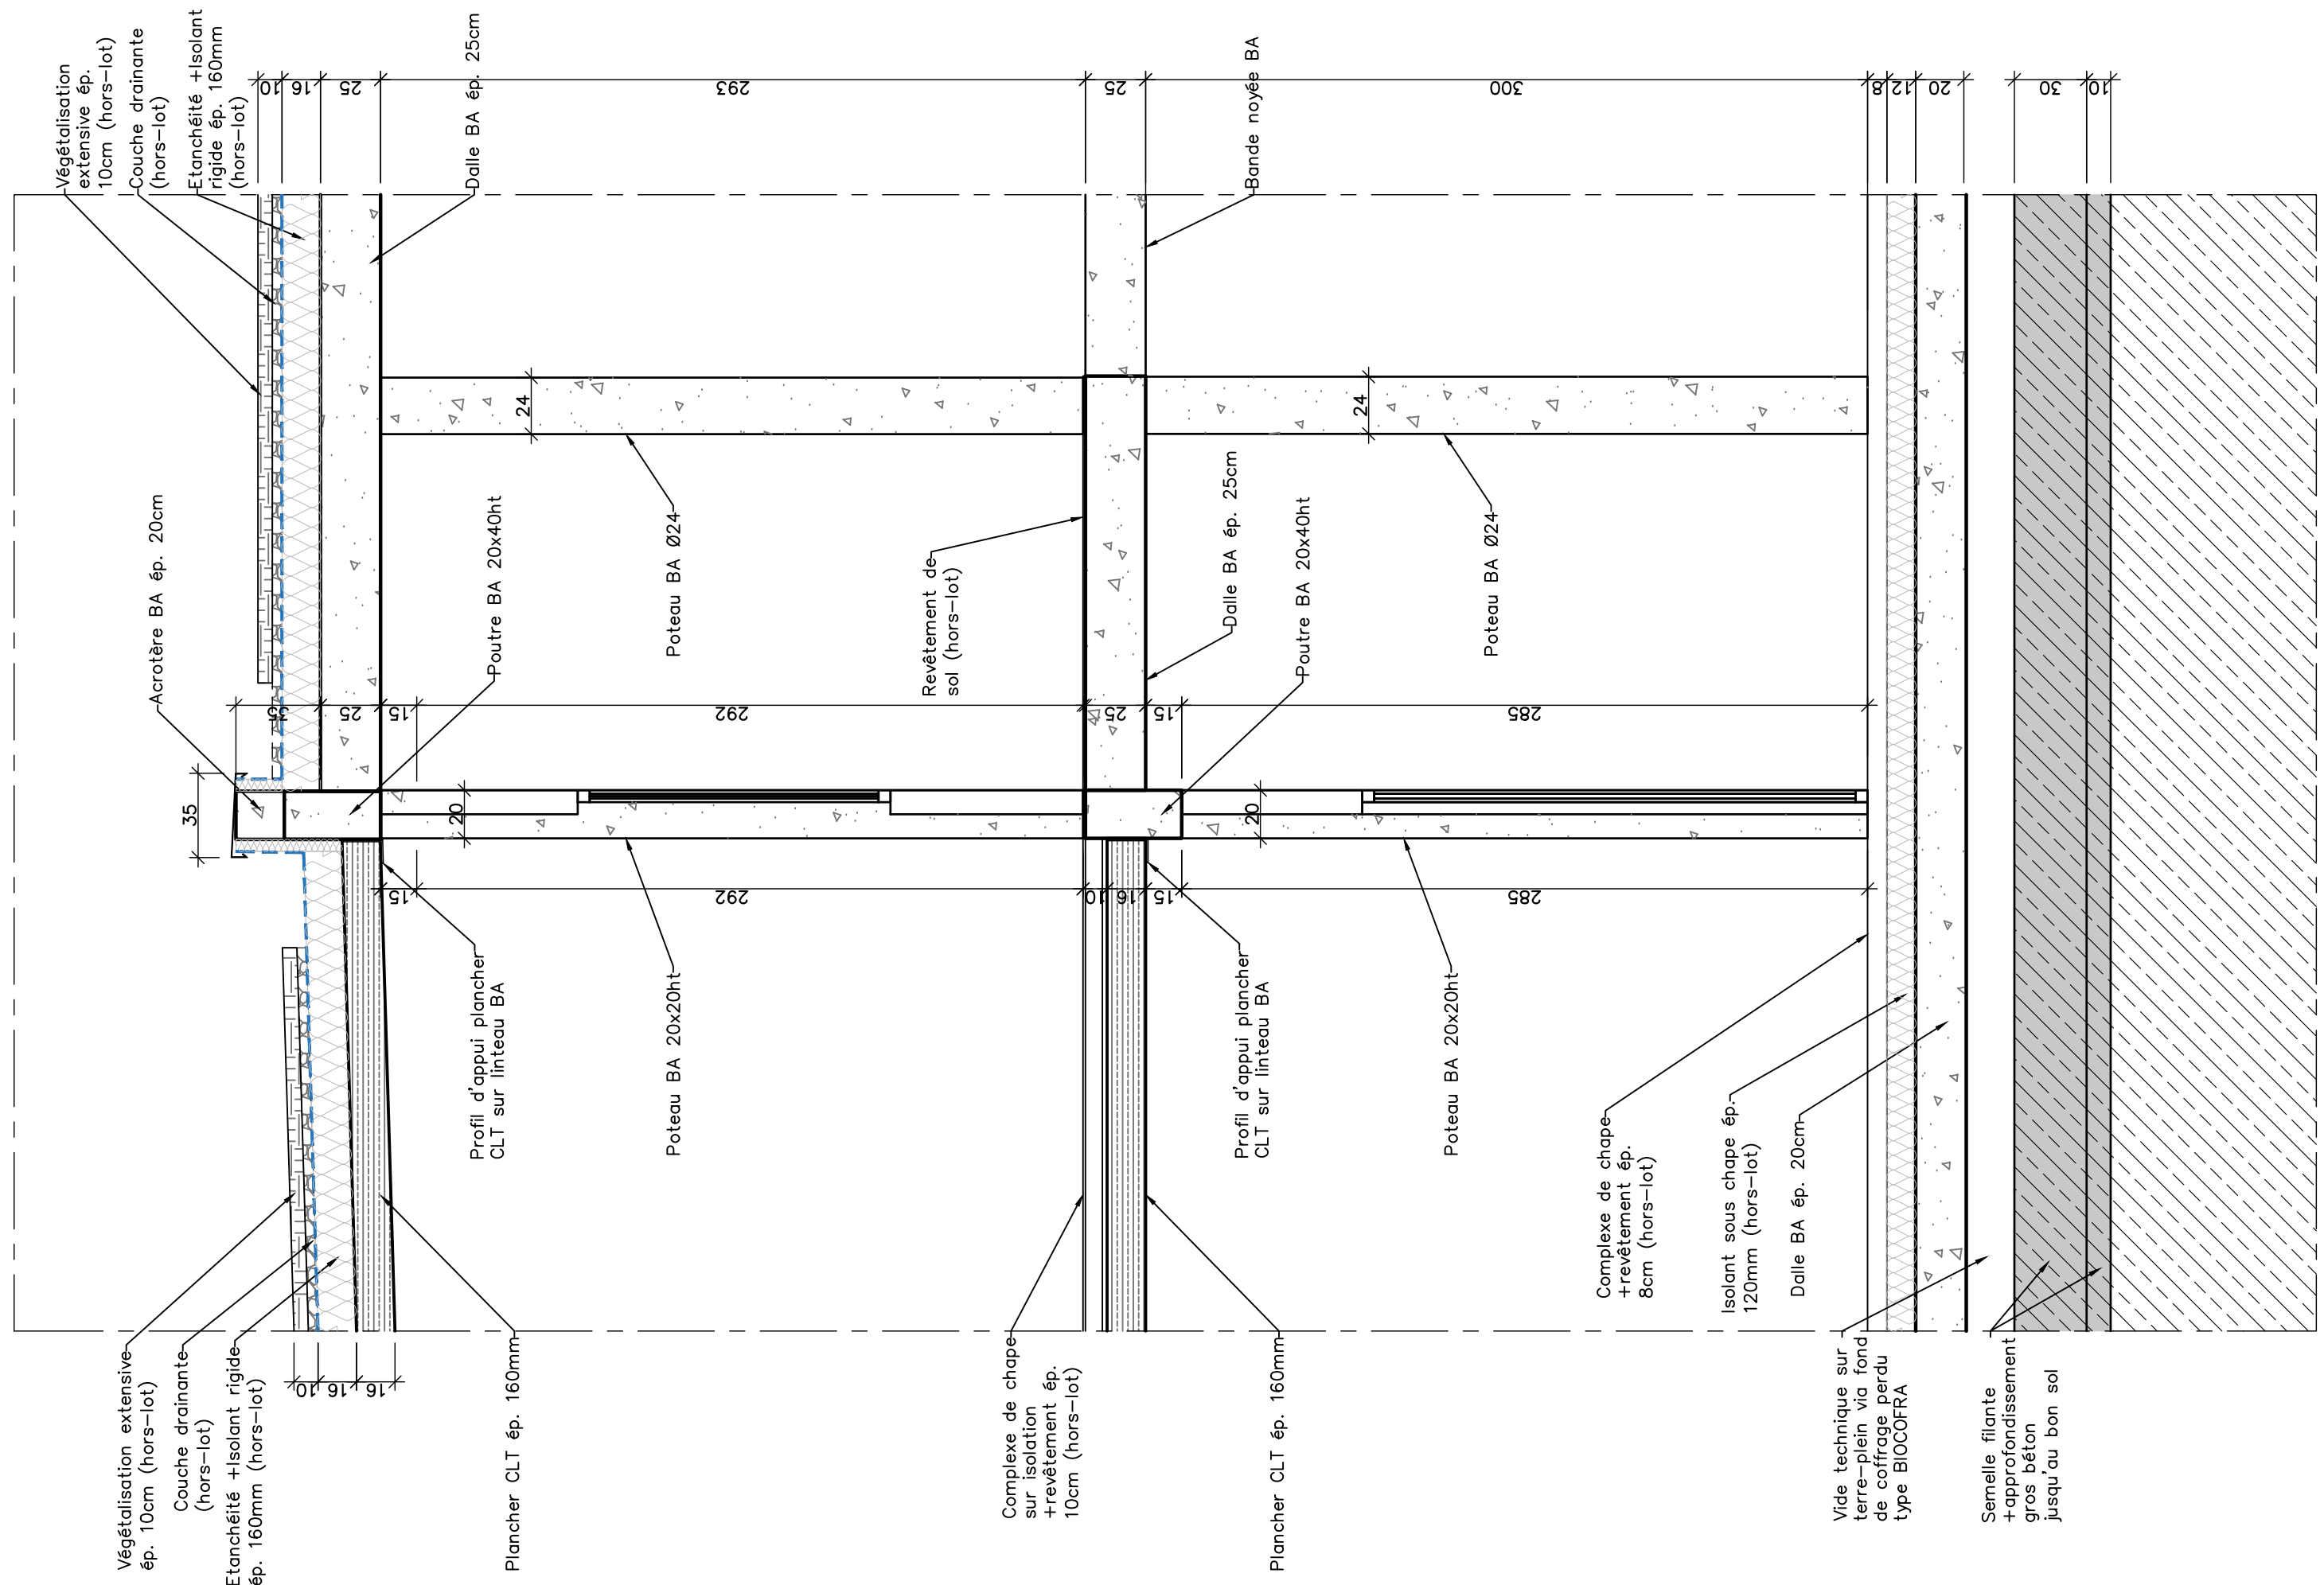 Végétalisation
extensive ép.
10cm (hors-lot)
Couche drainante
(hors-lot)
Etanchéité +Isolant
rigide ép. 160mm
(hors-lot)
Dalle BA ép. 25cm
Bande noyée BA
10
16
25
293
25
300
8
12
20
30
10
Acrotère BA ép. 20cm
Poutre BA 20x40ht
Poteau BA Ø24
Revêtement de
sol (hors-lot)
Dalle BA ép. 25cm
Poutre BA 20x40ht
Poteau BA Ø24
24
24
35
25
15
292
25
15
285
35
20
20
15
292
10
16
15
285
Profil d'appui plancher
CLT sur linteau BA
Poteau BA 20x20ht
Profil d'appui plancher
CLT sur linteau BA
Poteau BA 20x20ht
Complexe de chape
+revêtement ép.
8cm (hors-lot)
Isolant sous chape ép.
120mm (hors-lot)
Dalle BA ép. 20cm
10
16
16
Végétalisation extensive
ép. 10cm (hors-lot)
Couche drainante
(hors-lot)
Etanchéité +Isolant rigide
ép. 160mm (hors-lot)
Plancher CLT ép. 160mm
Complexe de chape
sur isolation
+revêtement ép.
10cm (hors-lot)
Plancher CLT ép. 160mm
Vide technique sur
terre-plein via fond
de coffrage perdu
type BIOCOFRA
Semelle filante
+approfondissement
gros béton
jusqu'au bon sol